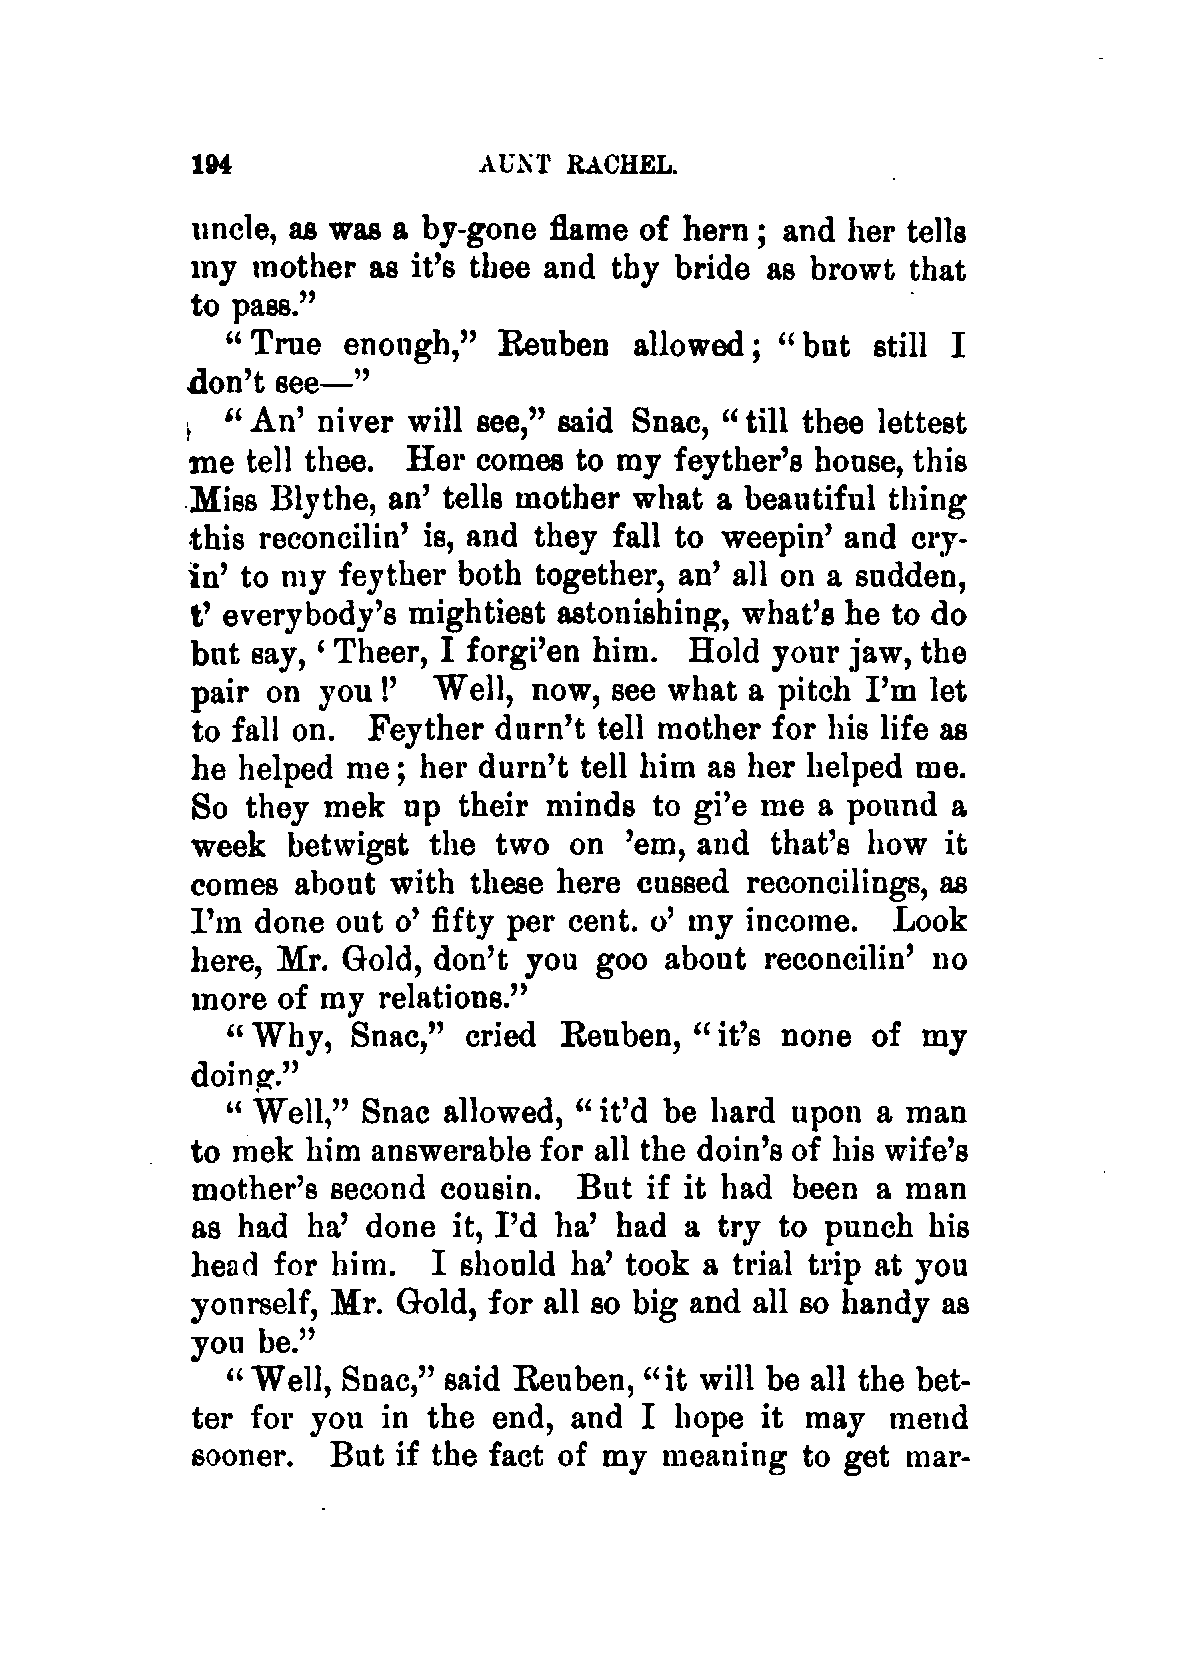 194 AUNT RACHEL.
uncle, as was a by-gone flame of hern; and her tells
my mother as it's thee and thy bride as browt that
to pass."
"True enough," Reuben allowed; "but still I
don't see—"
"An' niver will see," said Snac, "till thee lettest
me tell thee. Her comes to my feyther's house, this
Miss Blythe, an' tells mother what a beautiful thing
this reconcilin' is, and they fall to weepin' and cry-
in' to my feyther both together, an' all on a sudden,
t' everybody's mightiest astonishing, what's he to do
but say, 'Theer, I forgi'en him. Hold your jaw, the
pair on you!' Well, now, see what a pitch I'm let
to fall on. Feyther durn't tell mother for his life as
he helped me; her durn't tell him as her helped me.
So they mek up their minds to gi'e me a pound a
week betwigst the two on 'em, and that's how it
comes about with these here cussed reconcilings, as
I'm done out o' fifty per cent. o' my income. Look
here, Mr. Gold, don't you goo about reconcilin' no
more of my relations."
"Why, Snac," cried Reuben, "it's none of my
doing."
"Well," Snac allowed, "it'd be hard upon a man
to mek him answerable for all the doin's of his wife's
mother's second cousin. But if it had been a man
as had ha' done it, I'd ha' had a try to punch his
head for him. I should ha' took a trial trip at you
yourself, Mr. Gold, for all so big and all so handy as
you be."
"Well, Snac," said Reuben, "it will be all the bet-
ter for you in the end, and I hope it may mend
sooner. But if the fact of my meaning to get mar-